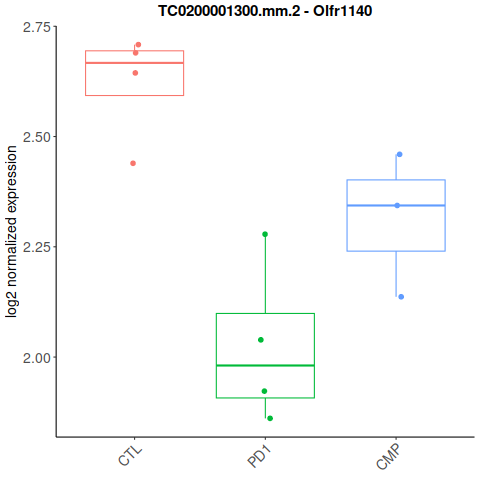 TC0200001300.mm.2 - Olfr1140
log2 normalized expression
2.75
2.50
2.25
2.00
CTL
PD1
CMP